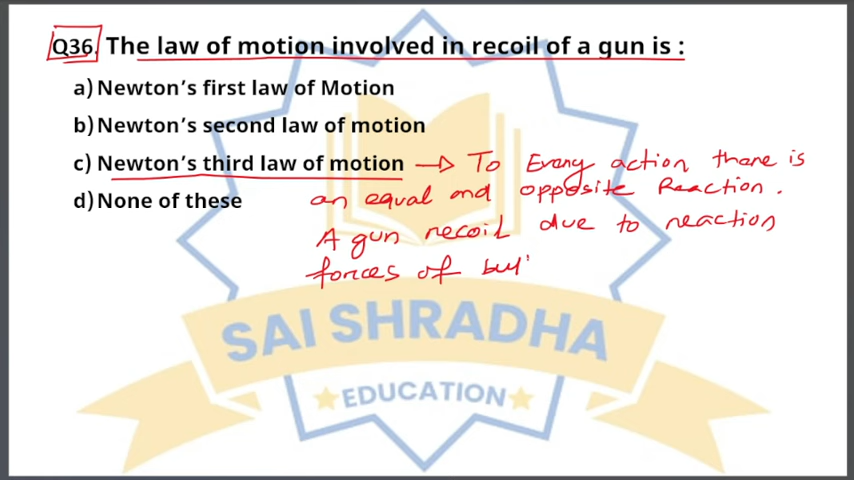 Q36. The law of motion involved in recoil of a gun is :
a) Newton's first law of Motion
b) Newton's second law of motion
c) Newton's third law of motion → To Every action there is
d) None of these an equal and opposite Reaction.
A gun recoil due to reaction
forces of bul
SAI SHRADHA
EDUCATION